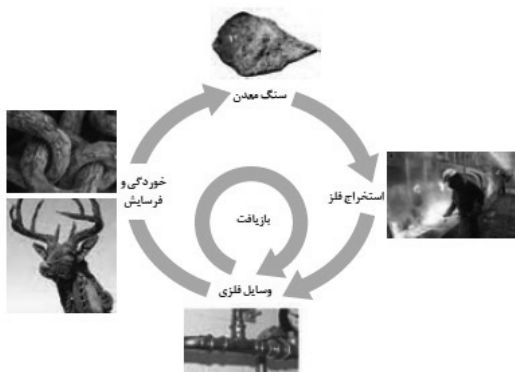 سنگ معدن
استخراج فلز
خوردگی و
فرسایش
بازیافت
وسایل فلزی